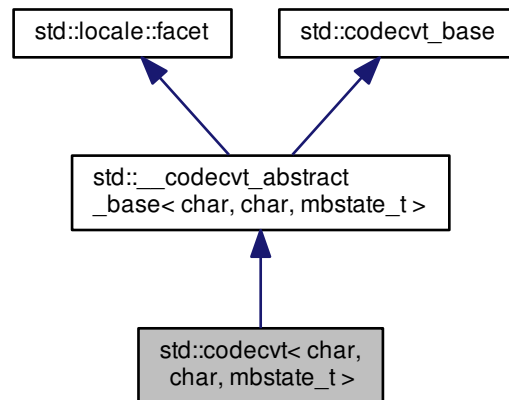 std::locale::facet
std::codecvt_base
std::__codecvt_abstract
_base< char, char, mbstate_t >
std::codecvt< char,
char, mbstate_t >